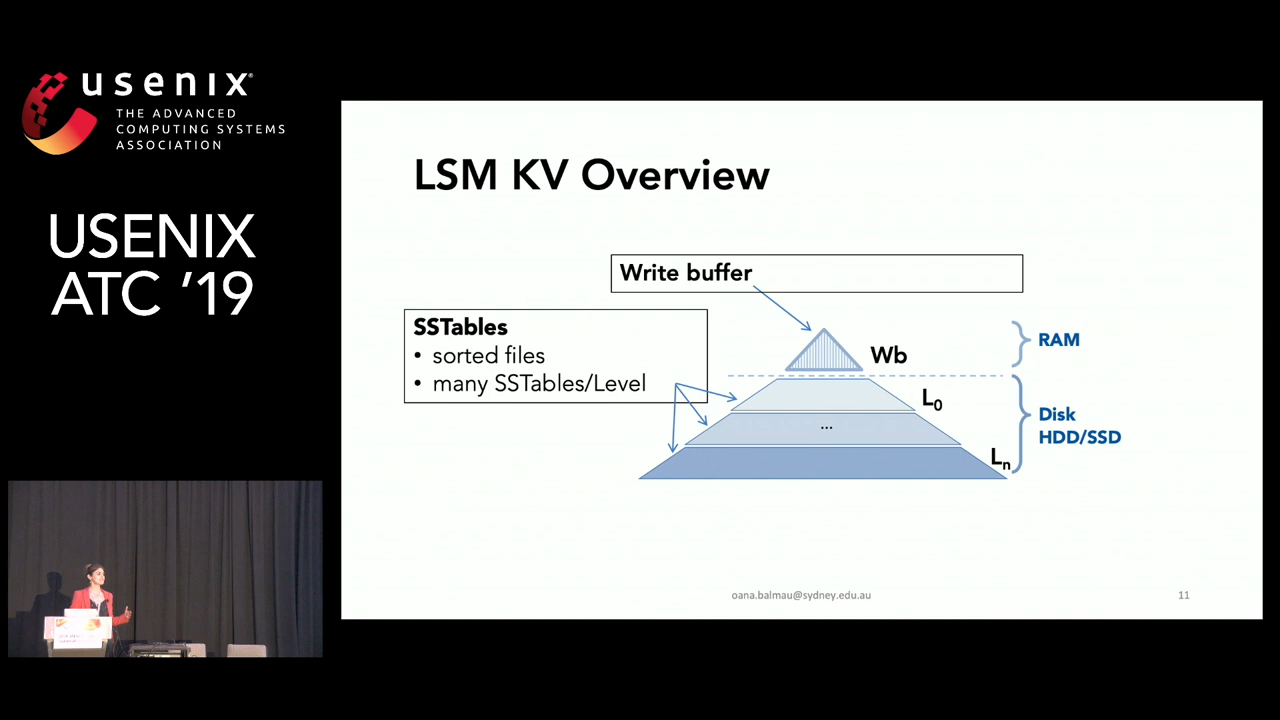 usenix
THE ADVANCED
COMPUTING SYSTEMS
ASSOCIATION
USENIX
ATC '19
LSM KV Overview
Write buffer
SSTables
• sorted files
• many SSTables/Level
Wb
RAM
L0
...
Disk
HDD/SSD
Ln
oana.balmau@sydney.edu.au
11